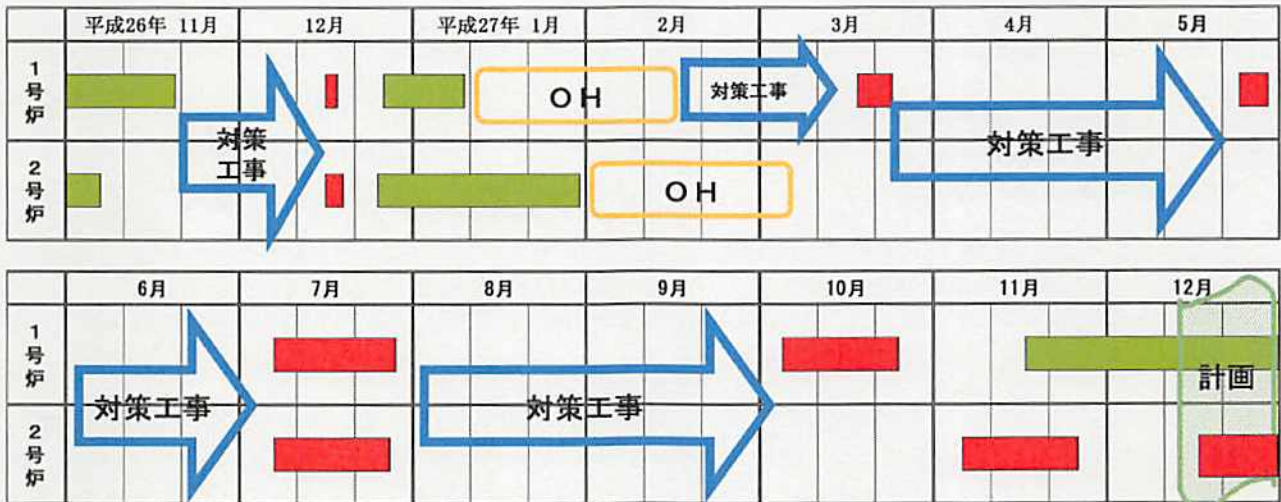 平成26年 11月 12月 平成27年 1月 2月 3月 4月 5月
1号炉
対策工事
OH
対策工事
対策工事
2号炉
OH
6月 7月 8月 9月 10月 11月 12月
1号炉
対策工事
対策工事
計画
2号炉